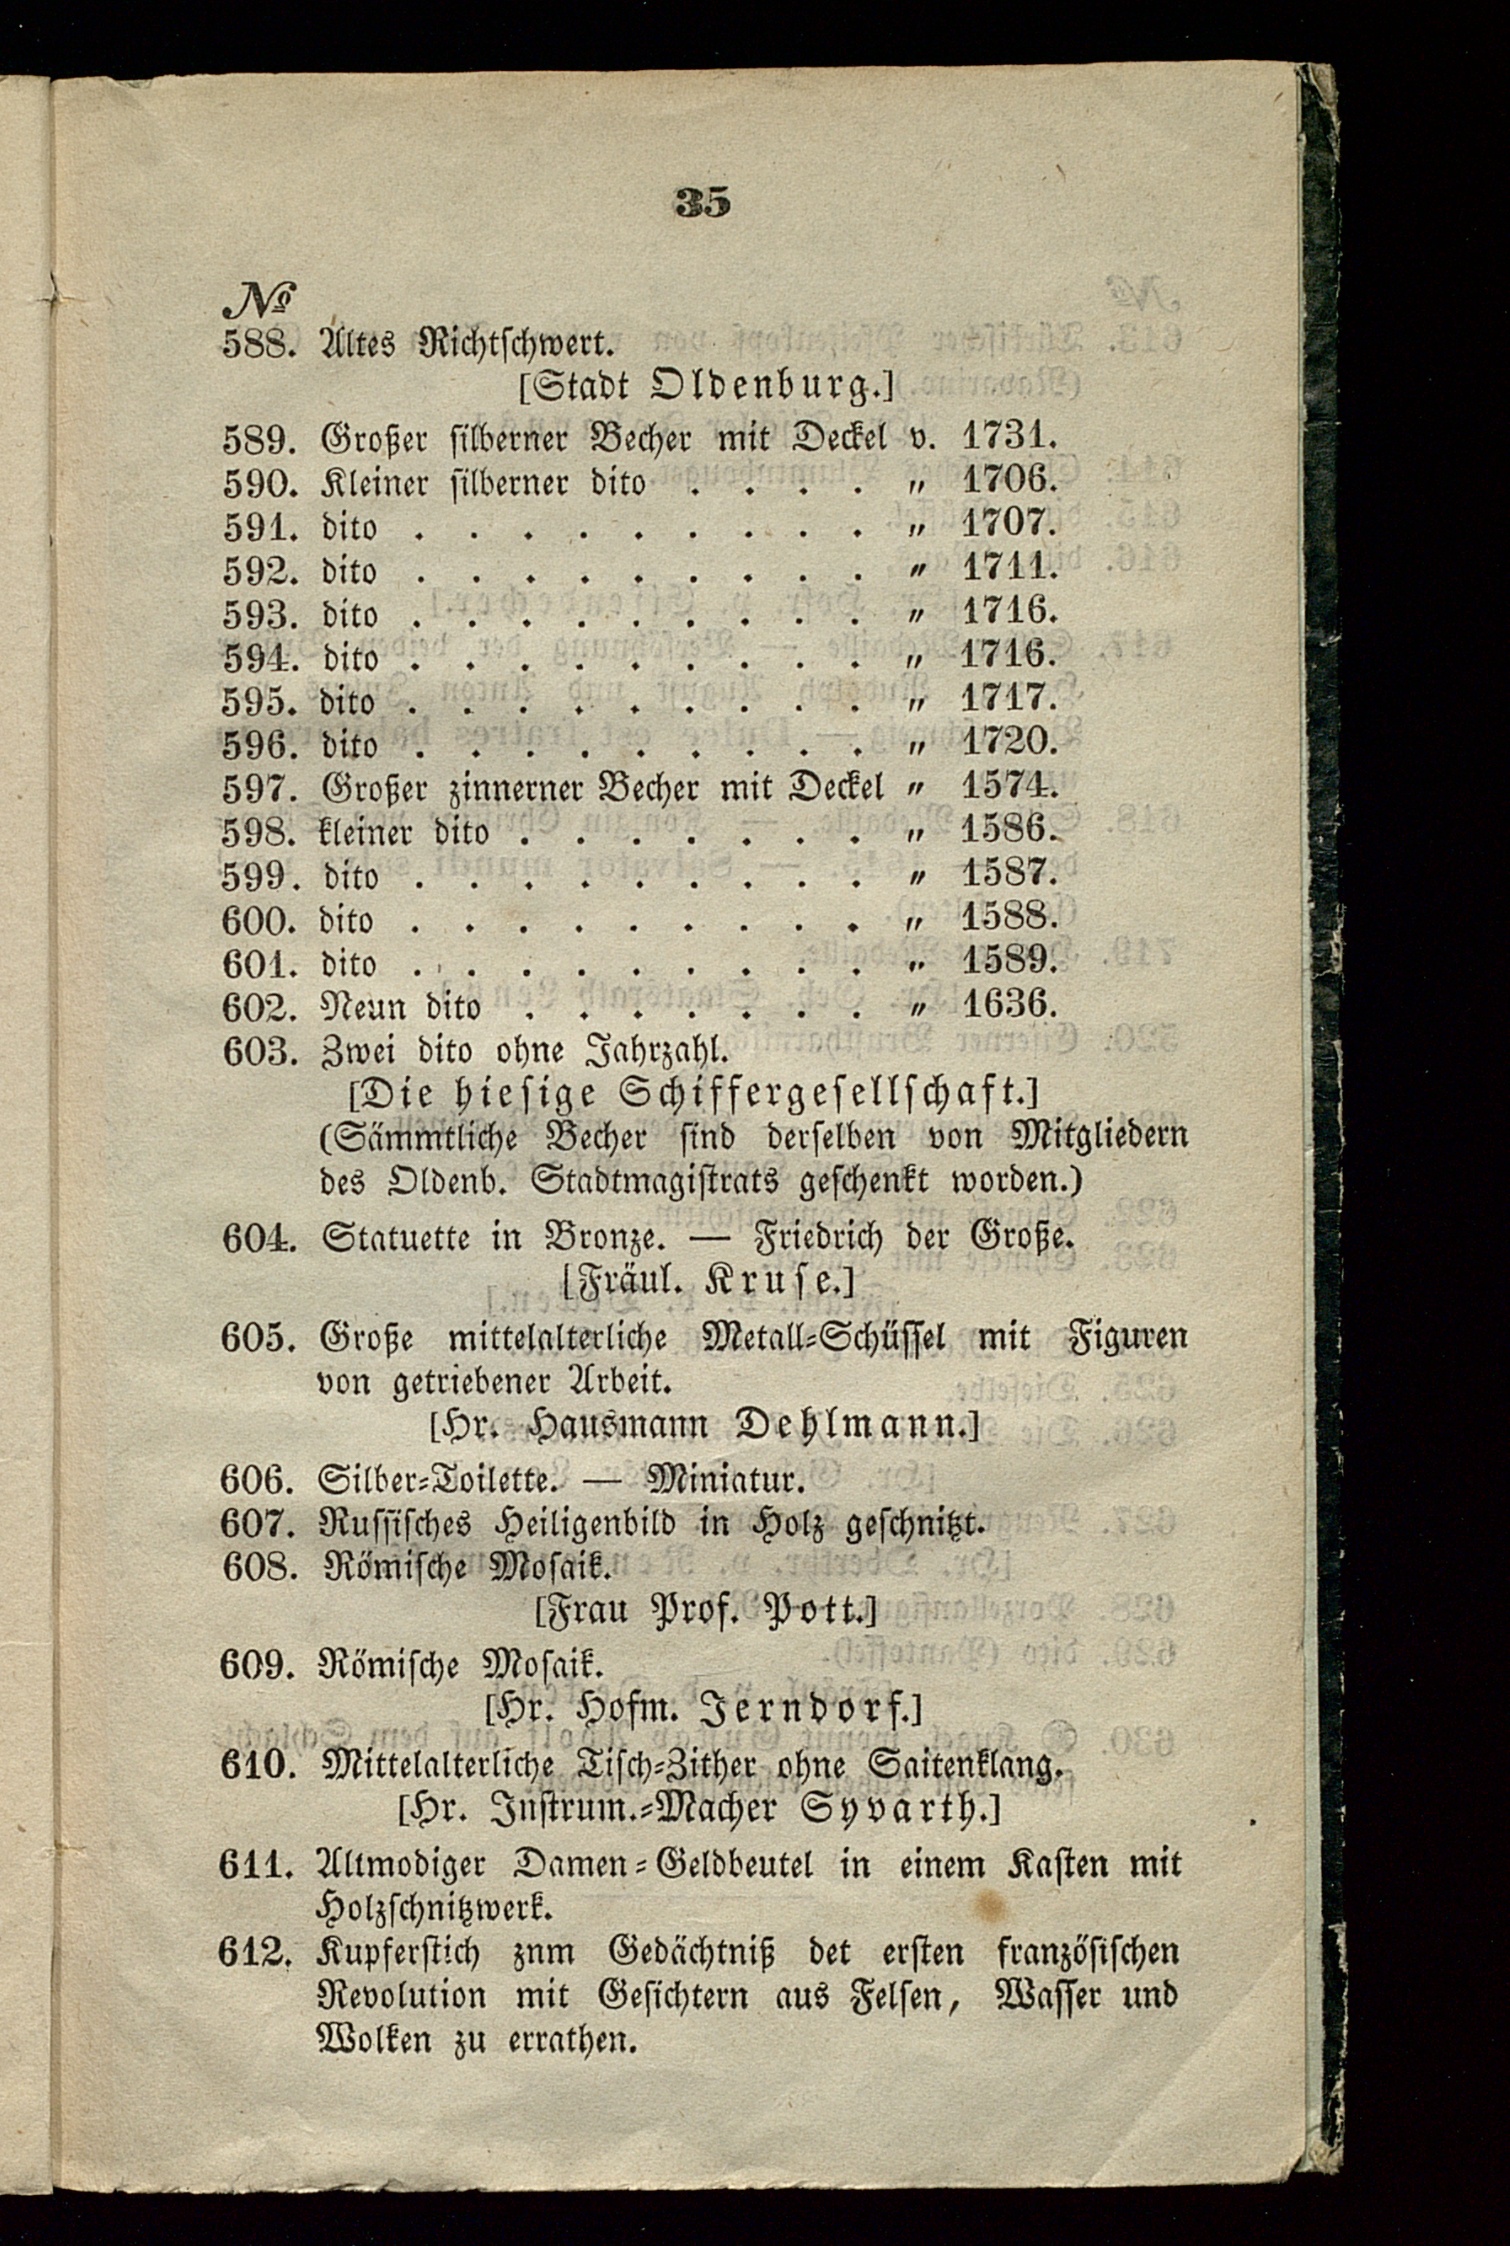 35
№
588. Altes Richtschwert.
[Stadt Oldenburg.]
589. Großer silberner Becher mit Deckel v. 1731.
590. Kleiner silberner dito . . . . „ 1706.
591. dito . . . . . . . . . „ 1707.
592. dito . . . . . . . . . „ 1711.
593. dito . . . . . . . . . „ 1716.
594. dito . . . . . . . . . „ 1716.
595. dito . . . . . . . . . „ 1717.
596. dito . . . . . . . . . „ 1720.
597. Großer zinnerner Becher mit Deckel „ 1574.
598. kleiner dito . . . . . . . „ 1586.
599. dito . . . . . . . . . „ 1587.
600. dito . . . . . . . . . „ 1588.
601. dito . . . . . . . . . „ 1589.
602. Neun dito . . . . . . . „ 1636.
603. Zwei dito ohne Jahrzahl.
[Die hiesige Schiffergesellschaft.]
(Sämmtliche Becher sind derselben von Mitgliedern
des Oldenb. Stadtmagistrats geschenkt worden.)
604. Statuette in Bronze. — Friedrich der Große.
[Fräul. Kruse.]
605. Große mittelalterliche Metall-Schüssel mit Figuren
von getriebener Arbeit.
[Hr. Hausmann Dehlmann.]
606. Silber-Toilette. — Miniatur.
607. Russisches Heiligenbild in Holz geschnitzt.
608. Römische Mosaik.
[Frau Prof. Pott.]
609. Römische Mosaik.
[Hr. Hofm. Jerndorf.]
610. Mittelalterliche Tisch-Zither ohne Saitenklang.
[Hr. Instrum.-Macher Syvarth.]
611. Altmodiger Damen-Geldbeutel in einem Kasten mit
Holzschnitzwerk.
612. Kupferstich znm Gedächtniß det ersten französischen
Revolution mit Gesichtern aus Felsen, Wasser und
Wolken zu errathen.